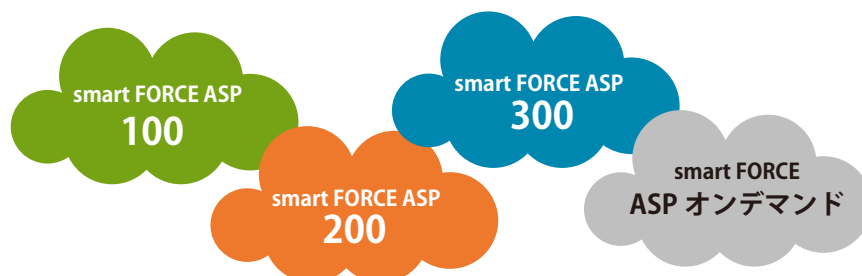 smart FORCE ASP
100
smart FORCE ASP
200
smart FORCE ASP
300
smart FORCE
ASP オンデマンド